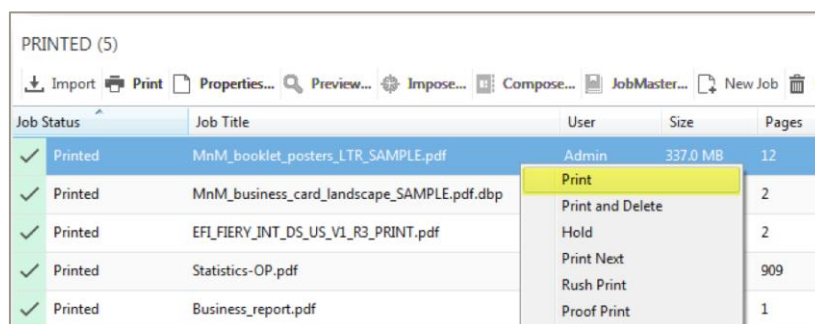 PRINTED (5)
Import Print Properties... Preview... Impose... Compose... JobMaster... New Job
Job Status Job Title User Size Pages
Printed MnM_booklet_posters_LTR_SAMPLE.pdf Admin 337.0 MB 12
Print
Printed MnM_business_card_landscape_SAMPLE.pdf.dbp 2
Print and Delete
Printed EFI_FIERY_INT_DS_US_V1_R3_PRINT.pdf Hold 2
Print Next
Printed Statistics-OP.pdf 909
Rush Print
Printed Business_report.pdf Proof Print 1